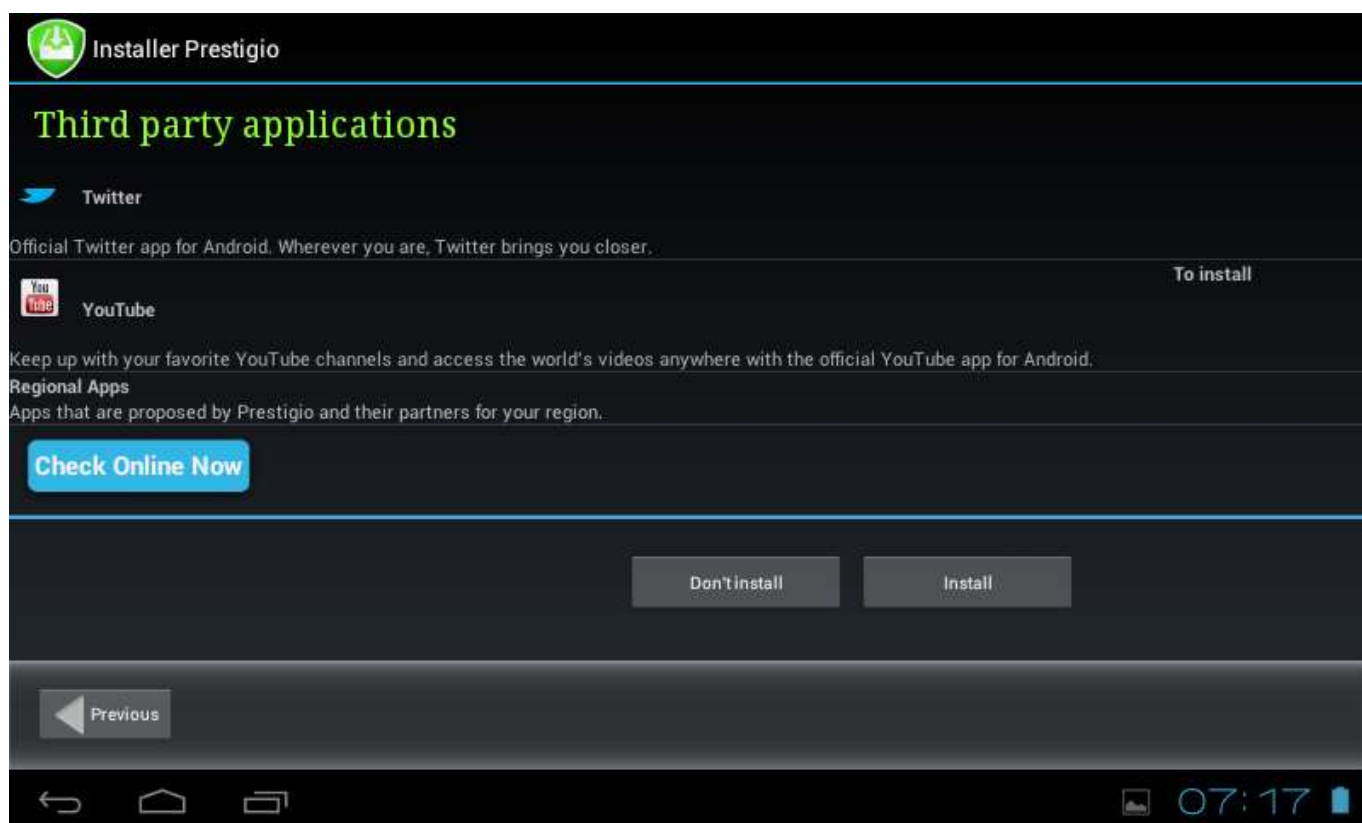 Installer Prestigio
Third party applications
Twitter
Official Twitter app for Android. Wherever you are, Twitter brings you closer.
To install
You
Tube
YouTube
Keep up with your favorite YouTube channels and access the world's videos anywhere with the official YouTube app for Android.
Regional Apps
Apps that are proposed by Prestigio and their partners for your region.
Check Online Now
Don't install
Install
Previous
07:17